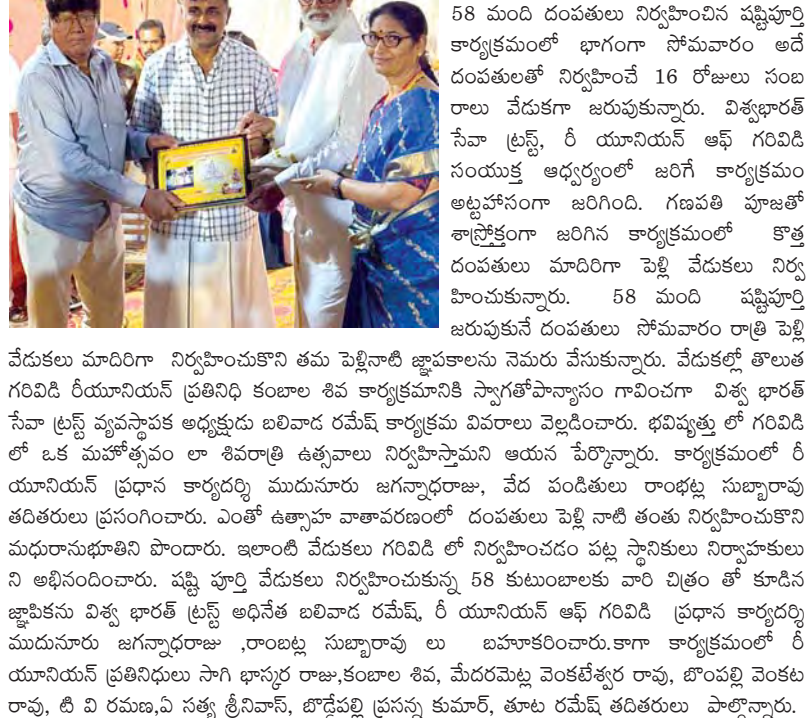 58 మంది దంపతులు నిర్వహించిన షష్టిపూర్తి
కార్యక్రమంలో భాగంగా సోమవారం అదే
దంపతులతో నిర్వహించే 16 రోజులు సంబ
రాలు వేడుకగా జరుపుకున్నారు. విశ్వభారత్
సేవా ట్రస్ట్, రీ యూనియన్ ఆఫ్ గరివిడి
సంయుక్త ఆధ్వర్యంలో జరిగే కార్యక్రమం
అట్టహాసంగా జరిగింది. గణపతి పూజతో
శాస్త్రోక్తంగా జరిగిన కార్యక్రమంలో కొత్త
దంపతులు మాదిరిగా పెళ్లి వేడుకలు నిర్వ
హించుకున్నారు. 58 మంది షష్టిపూర్తి
జరుపుకునే దంపతులు సోమవారం రాత్రి పెళ్లి
వేడుకలు మాదిరిగా నిర్వహించుకొని తమ పెళ్లినాటి జ్ఞాపకాలను నెమరు వేసుకున్నారు. వేడుకల్లో తొలుత
గరివిడి రీయూనియన్ ప్రతినిధి కంబాల శివ కార్యక్రమానికి స్వాగతోపాన్యాసం గావించగా విశ్వ భారత్
సేవా ట్రస్ట్ వ్యవస్థాపక అధ్యక్షుడు బలివాడ రమేష్ కార్యక్రమ వివరాలు వెల్లడించారు. భవిష్యత్తు లో గరివిడి
లో ఒక మహోత్సవం లా శివరాత్రి ఉత్సవాలు నిర్వహిస్తామని ఆయన పేర్కొన్నారు. కార్యక్రమంలో రీ
యూనియన్ ప్రధాన కార్యదర్శి ముదునూరు జగన్నాధరాజు, వేద పండితులు రాంభట్ల సుబ్బారావు
తదితరులు ప్రసంగించారు. ఎంతో ఉత్సాహ వాతావరణంలో దంపతులు పెళ్లి నాటి తంతు నిర్వహించుకొని
మధురానుభూతిని పొందారు. ఇలాంటి వేడుకలు గరివిడి లో నిర్వహించడం పట్ల స్థానికులు నిర్వాహకులు
ని అభినందించారు. షష్టి పూర్తి వేడుకలు నిర్వహించుకున్న 58 కుటుంబాలకు వారి చిత్రం తో కూడిన
జ్ఞాపికను విశ్వ భారత్ ట్రస్ట్ అధినేత బలివాడ రమేష్, రీ యూనియన్ ఆఫ్ గరివిడి ప్రధాన కార్యదర్శి
ముదునూరు జగన్నాధరాజు ,రాంబట్ల సుబ్బారావు లు బహూకరించారు.కాగా కార్యక్రమంలో రీ
యూనియన్ ప్రతినిధులు సాగి భాస్కర రాజు,కంబాల శివ, మేదరమెట్ల వెంకటేశ్వర రావు, బొంపల్లి వెంకట
రావు, టి వి రమణ,ఏ సత్య శ్రీనివాస్, బొడ్డేపల్లి ప్రసన్న కుమార్, తూట రమేష్ తదితరులు పాల్గొన్నారు.